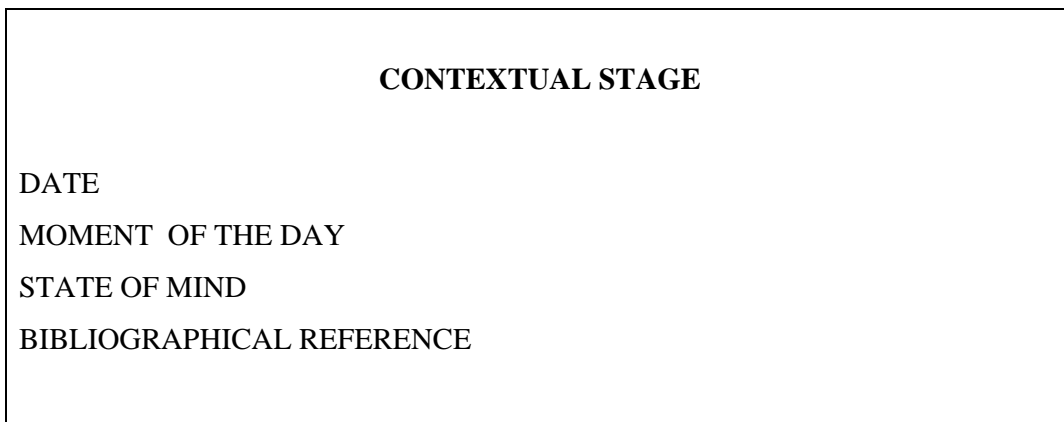 CONTEXTUAL STAGE
DATE
MOMENT OF THE DAY
STATE OF MIND
BIBLIOGRAPHICAL REFERENCE